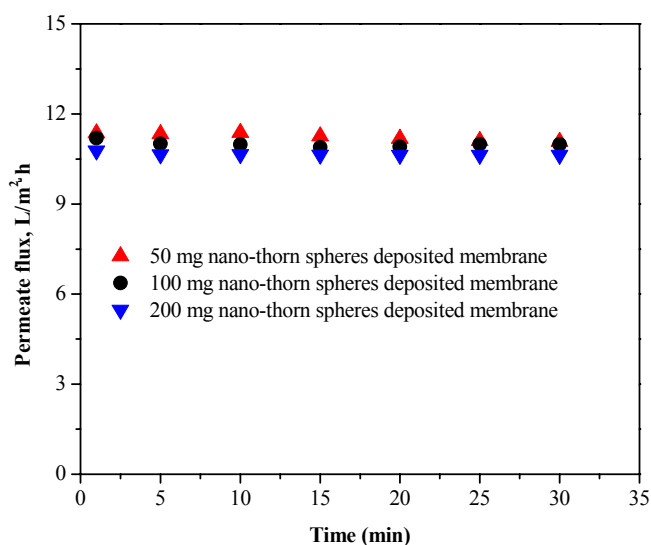 15
12
9
6
3
0
Permeate flux, L/m²·h
50 mg nano-thorn spheres deposited membrane
100 mg nano-thorn spheres deposited membrane
200 mg nano-thorn spheres deposited membrane
0 5 10 15 20 25 30 35
Time (min)